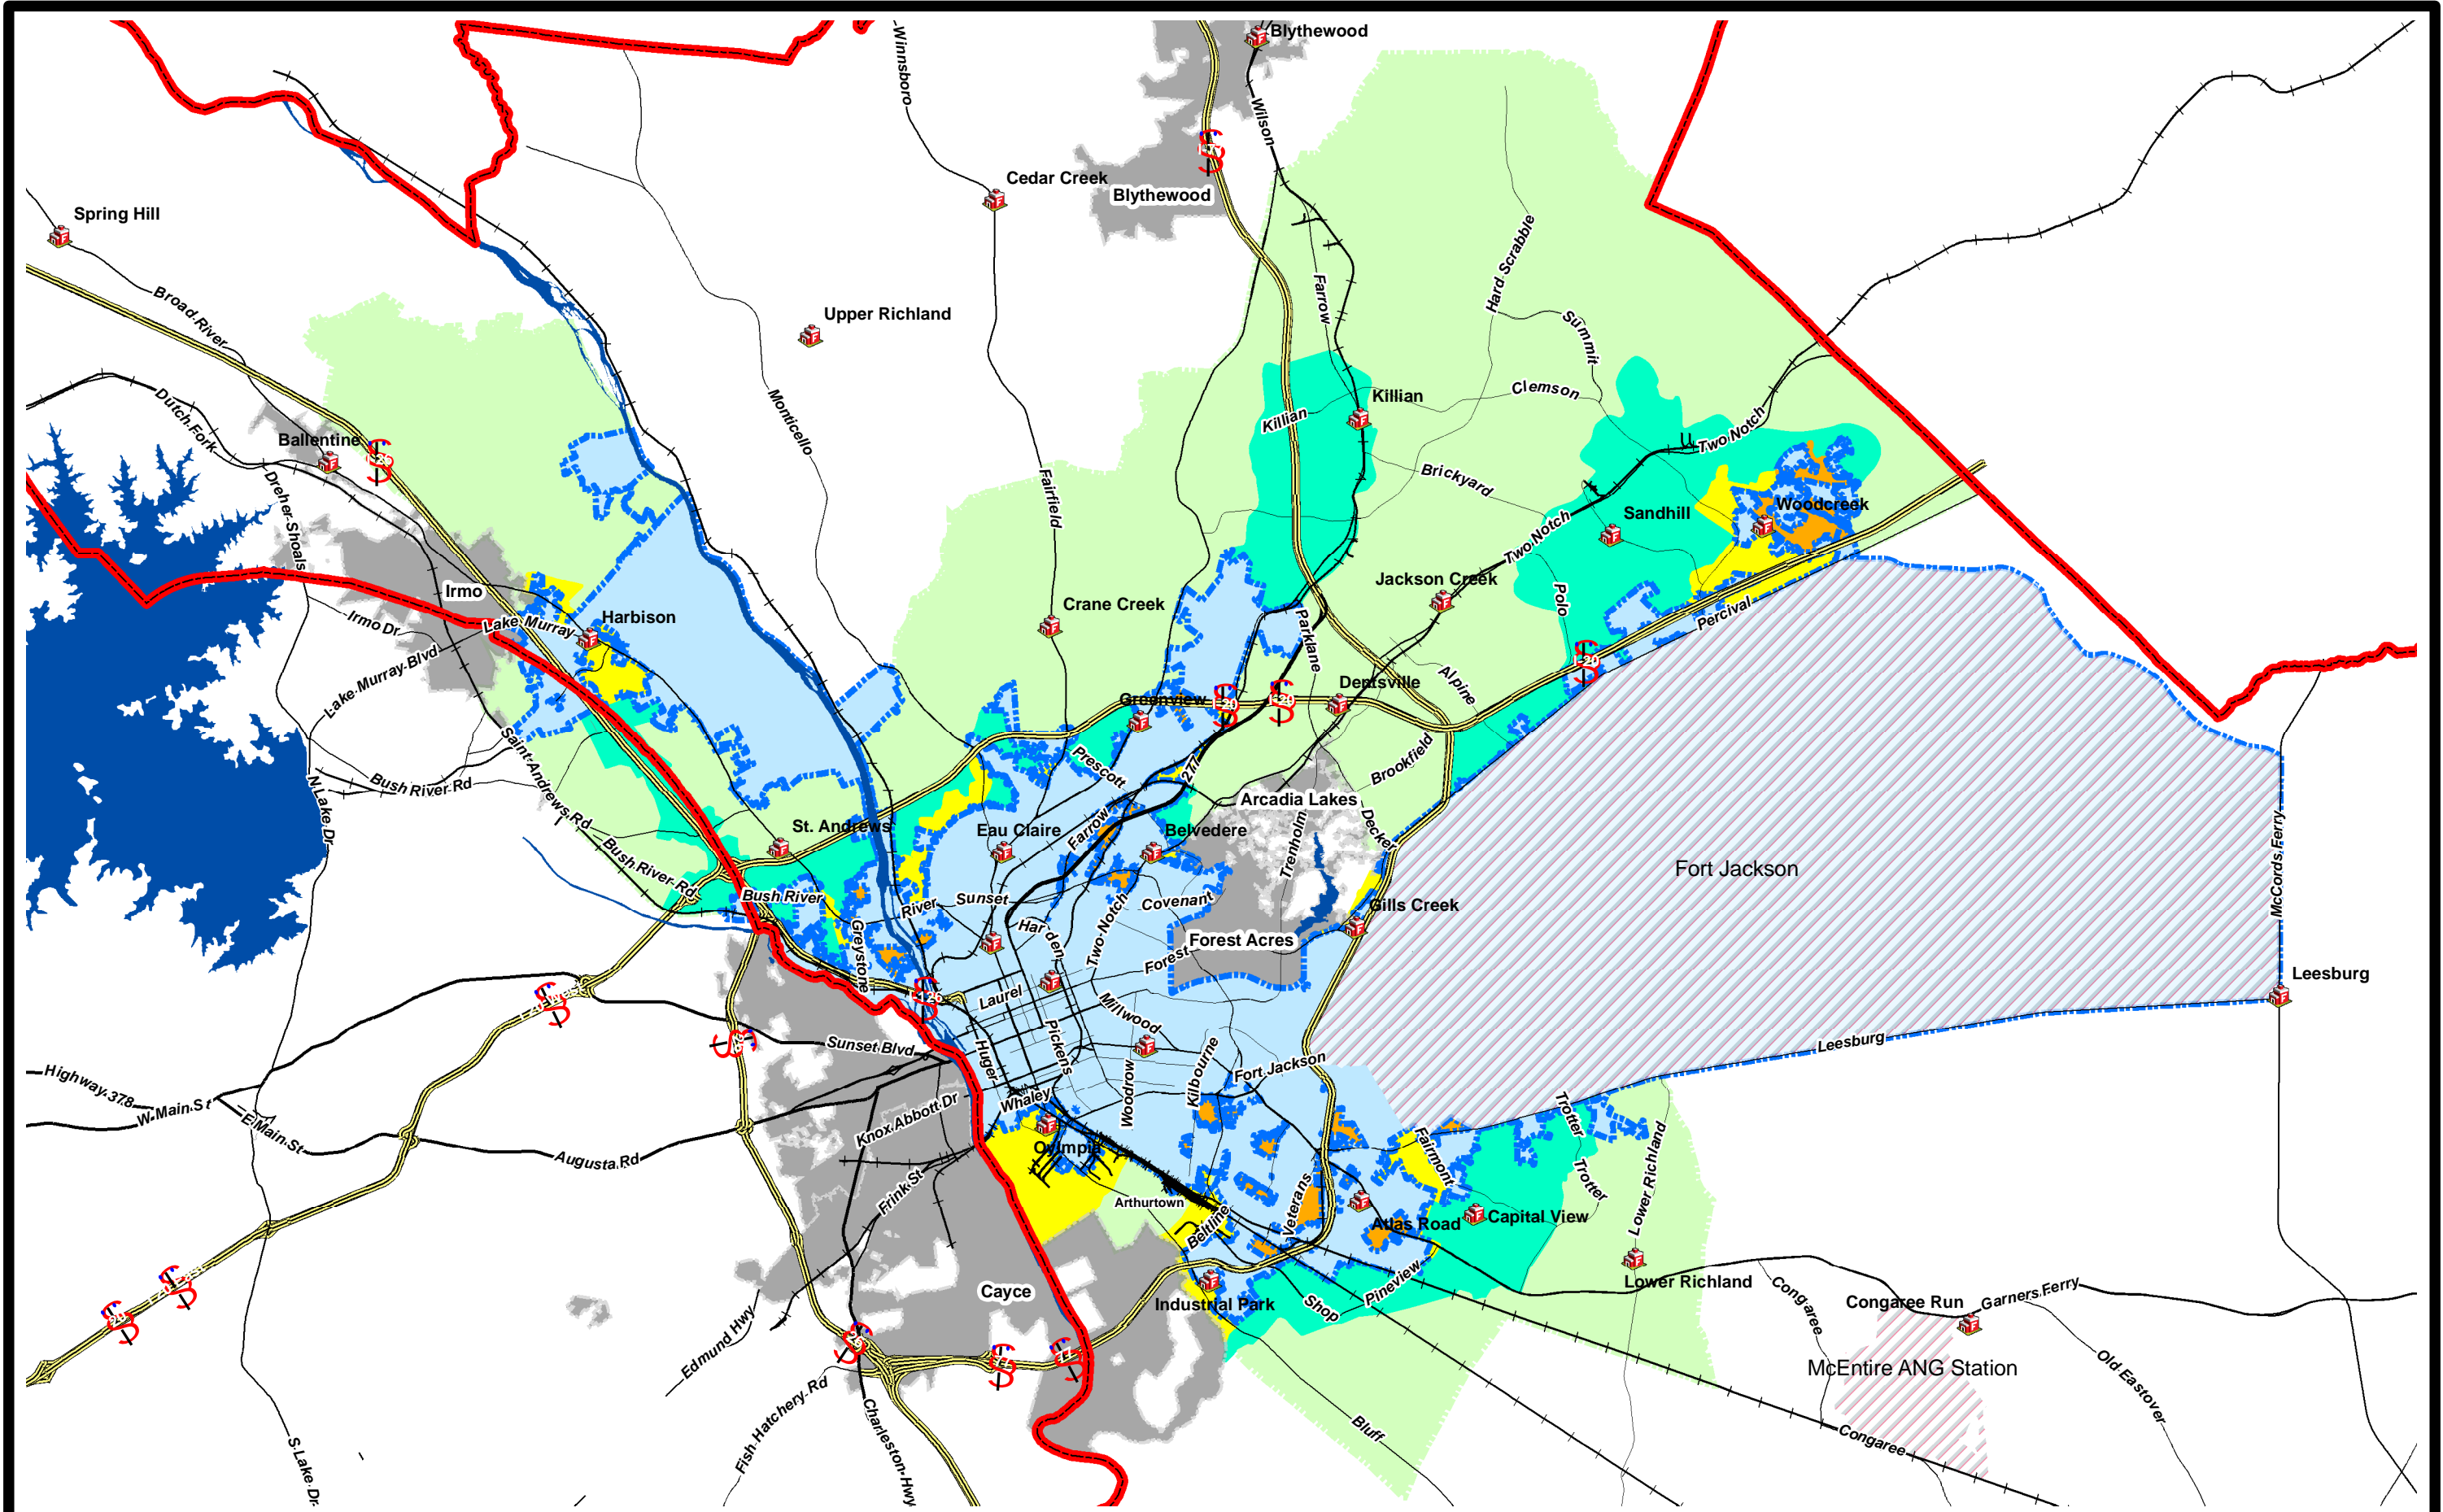 Blythewood
Winnsboro
Wilson
Cedar Creek
Blythewood
Spring Hill
Hard Scrabble
Broad River
Farrow
Upper Richland
Summit
Clemson
Killian
Killian
Monticello
Dutch Fork
Two Notch
Ballentine
Brickyard
Dreher Shoals
Fairfield
Sandhill
Woodcreek
Two Notch
Jackson Creek
Irmo
Polo
Crane Creek
Percival
Harbison
Lake Murray
Irmo Dr
Parklane
Lake Murray Blvd
I-20
Alpine
Dentsville
Greenview
I-20
I-20
Saint Andrews Rd
Prescott
277
Brookfield
Bush River Rd
N Lake Dr
Arcadia Lakes
St. Andrews
Eau Claire
Farrow
Belvedere
Trenholm
Decker
McCords Ferry
Fort Jackson
Bush River Rd
Bush River
River
Sunset
Covenant
Gills Creek
Greystone
Harden
Two Notch
Forest Acres
Forest
Leesburg
Laurel
Millwood
Pickens
Sunset Blvd
Huger
Kilbourne
Leesburg
Fort Jackson
Highway 378
W Main St
E Main St
Whaley
Woodrow
Knox Abbott Dr
Trotter
Augusta Rd
Olympia
Fairmont
Trotter
Lower Richland
Frink St
Arthurtown
Veterans
Beltline
Atlas Road
Capital View
Cayce
Industrial Park
Shop
Pineview
Lower Richland
Congaree
Congaree Run
Garners Ferry
Edmund Hwy
McEntire ANG Station
Old Eastover
Fish Hatchery Rd
Charleston Hwy
Bluff
Congaree
S Lake Dr